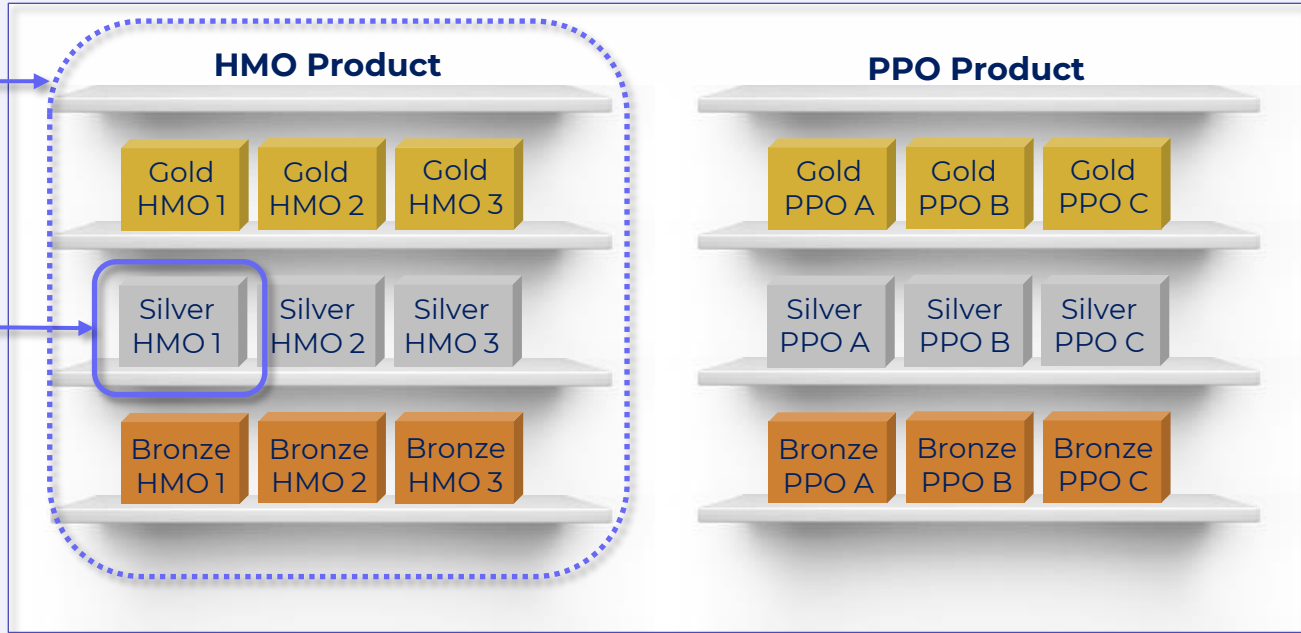 HMO Product
Gold
HMO 1
Gold
HMO 2
Gold
HMO 3
Silver
HMO 1
Silver
HMO 2
Silver
HMO 3
Bronze
HMO 1
Bronze
HMO 2
Bronze
HMO 3
PPO Product
Gold
PPO A
Gold
PPO B
Gold
PPO C
Silver
PPO A
Silver
PPO B
Silver
PPO C
Bronze
PPO A
Bronze
PPO B
Bronze
PPO C